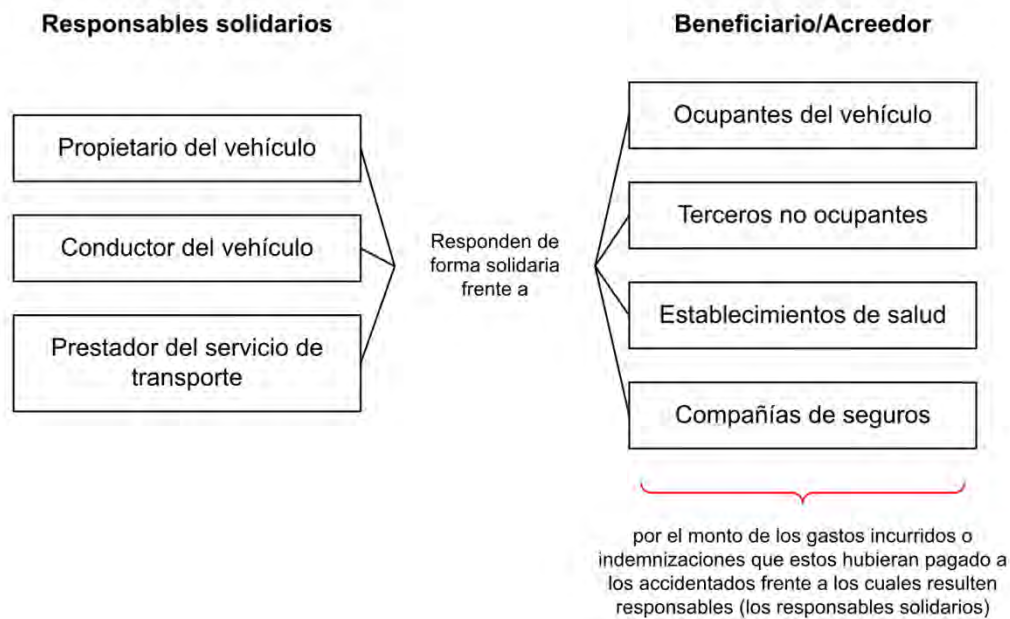 Responsables solidarios
Propietario del vehículo
Conductor del vehículo
Prestador del servicio de
transporte
Responden de
forma solidaria
frente a
Beneficiario/Acreedor
Ocupantes del vehículo
Terceros no ocupantes
Establecimientos de salud
Compañías de seguros
por el monto de los gastos incurridos o
indemnizaciones que estos hubieran pagado a
los accidentados frente a los cuales resulten
responsables (los responsables solidarios)